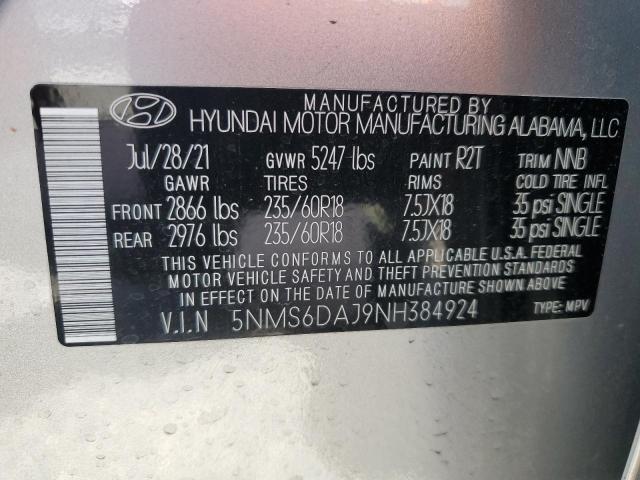 MANUFACTURED BY
HYUNDAI MOTOR MANUFACTURING ALABAMA, LLC
Jul/28/21 GVWR 5247 lbs PAINT R2T TRIM NNB
GAWR TIRES RIMS COLD TIRE INFL
FRONT 2866 lbs 235/60R18 7.5JX18 35 psi SINGLE
REAR 2976 lbs 235/60R18 7.5JX18 35 psi SINGLE
THIS VEHICLE CONFORMS TO ALL APPLICABLE U.S.A. FEDERAL
MOTOR VEHICLE SAFETY AND THEFT PREVENTION STANDARDS
IN EFFECT ON THE DATE OF MANUFACTURE SHOWN ABOVE.
V.I.N 5NMS6DAJ9NH384924 TYPE: MPV